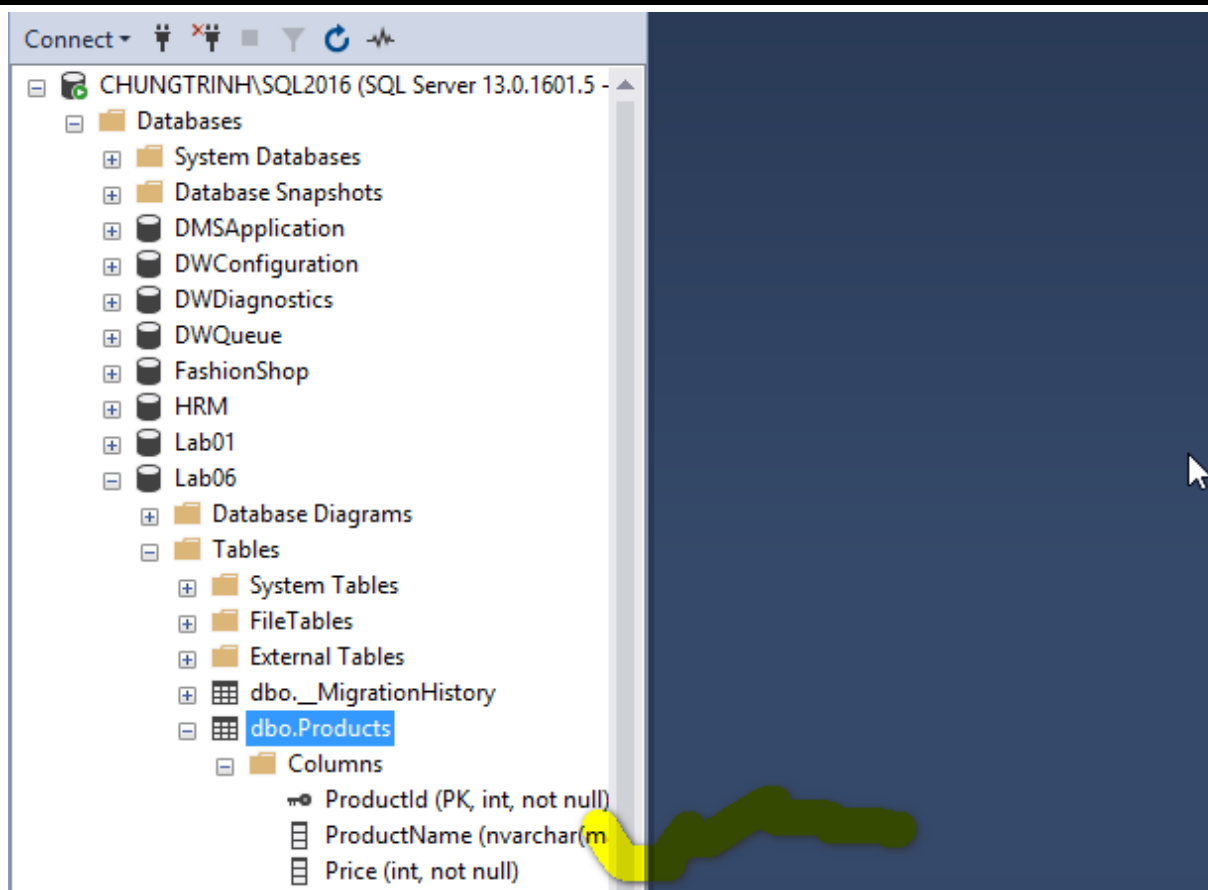 Connect
CHUNGTRINH\SQL2016 (SQL Server 13.0.1601.5 -
Databases
System Databases
Database Snapshots
DMSApplication
DWConfiguration
DWDiagnostics
DWQueue
FashionShop
HRM
Lab01
Lab06
Database Diagrams
Tables
System Tables
FileTables
External Tables
dbo.__MigrationHistory
dbo.Products
Columns
ProductId (PK, int, not null)
ProductName (nvarchar(m
Price (int, not null)